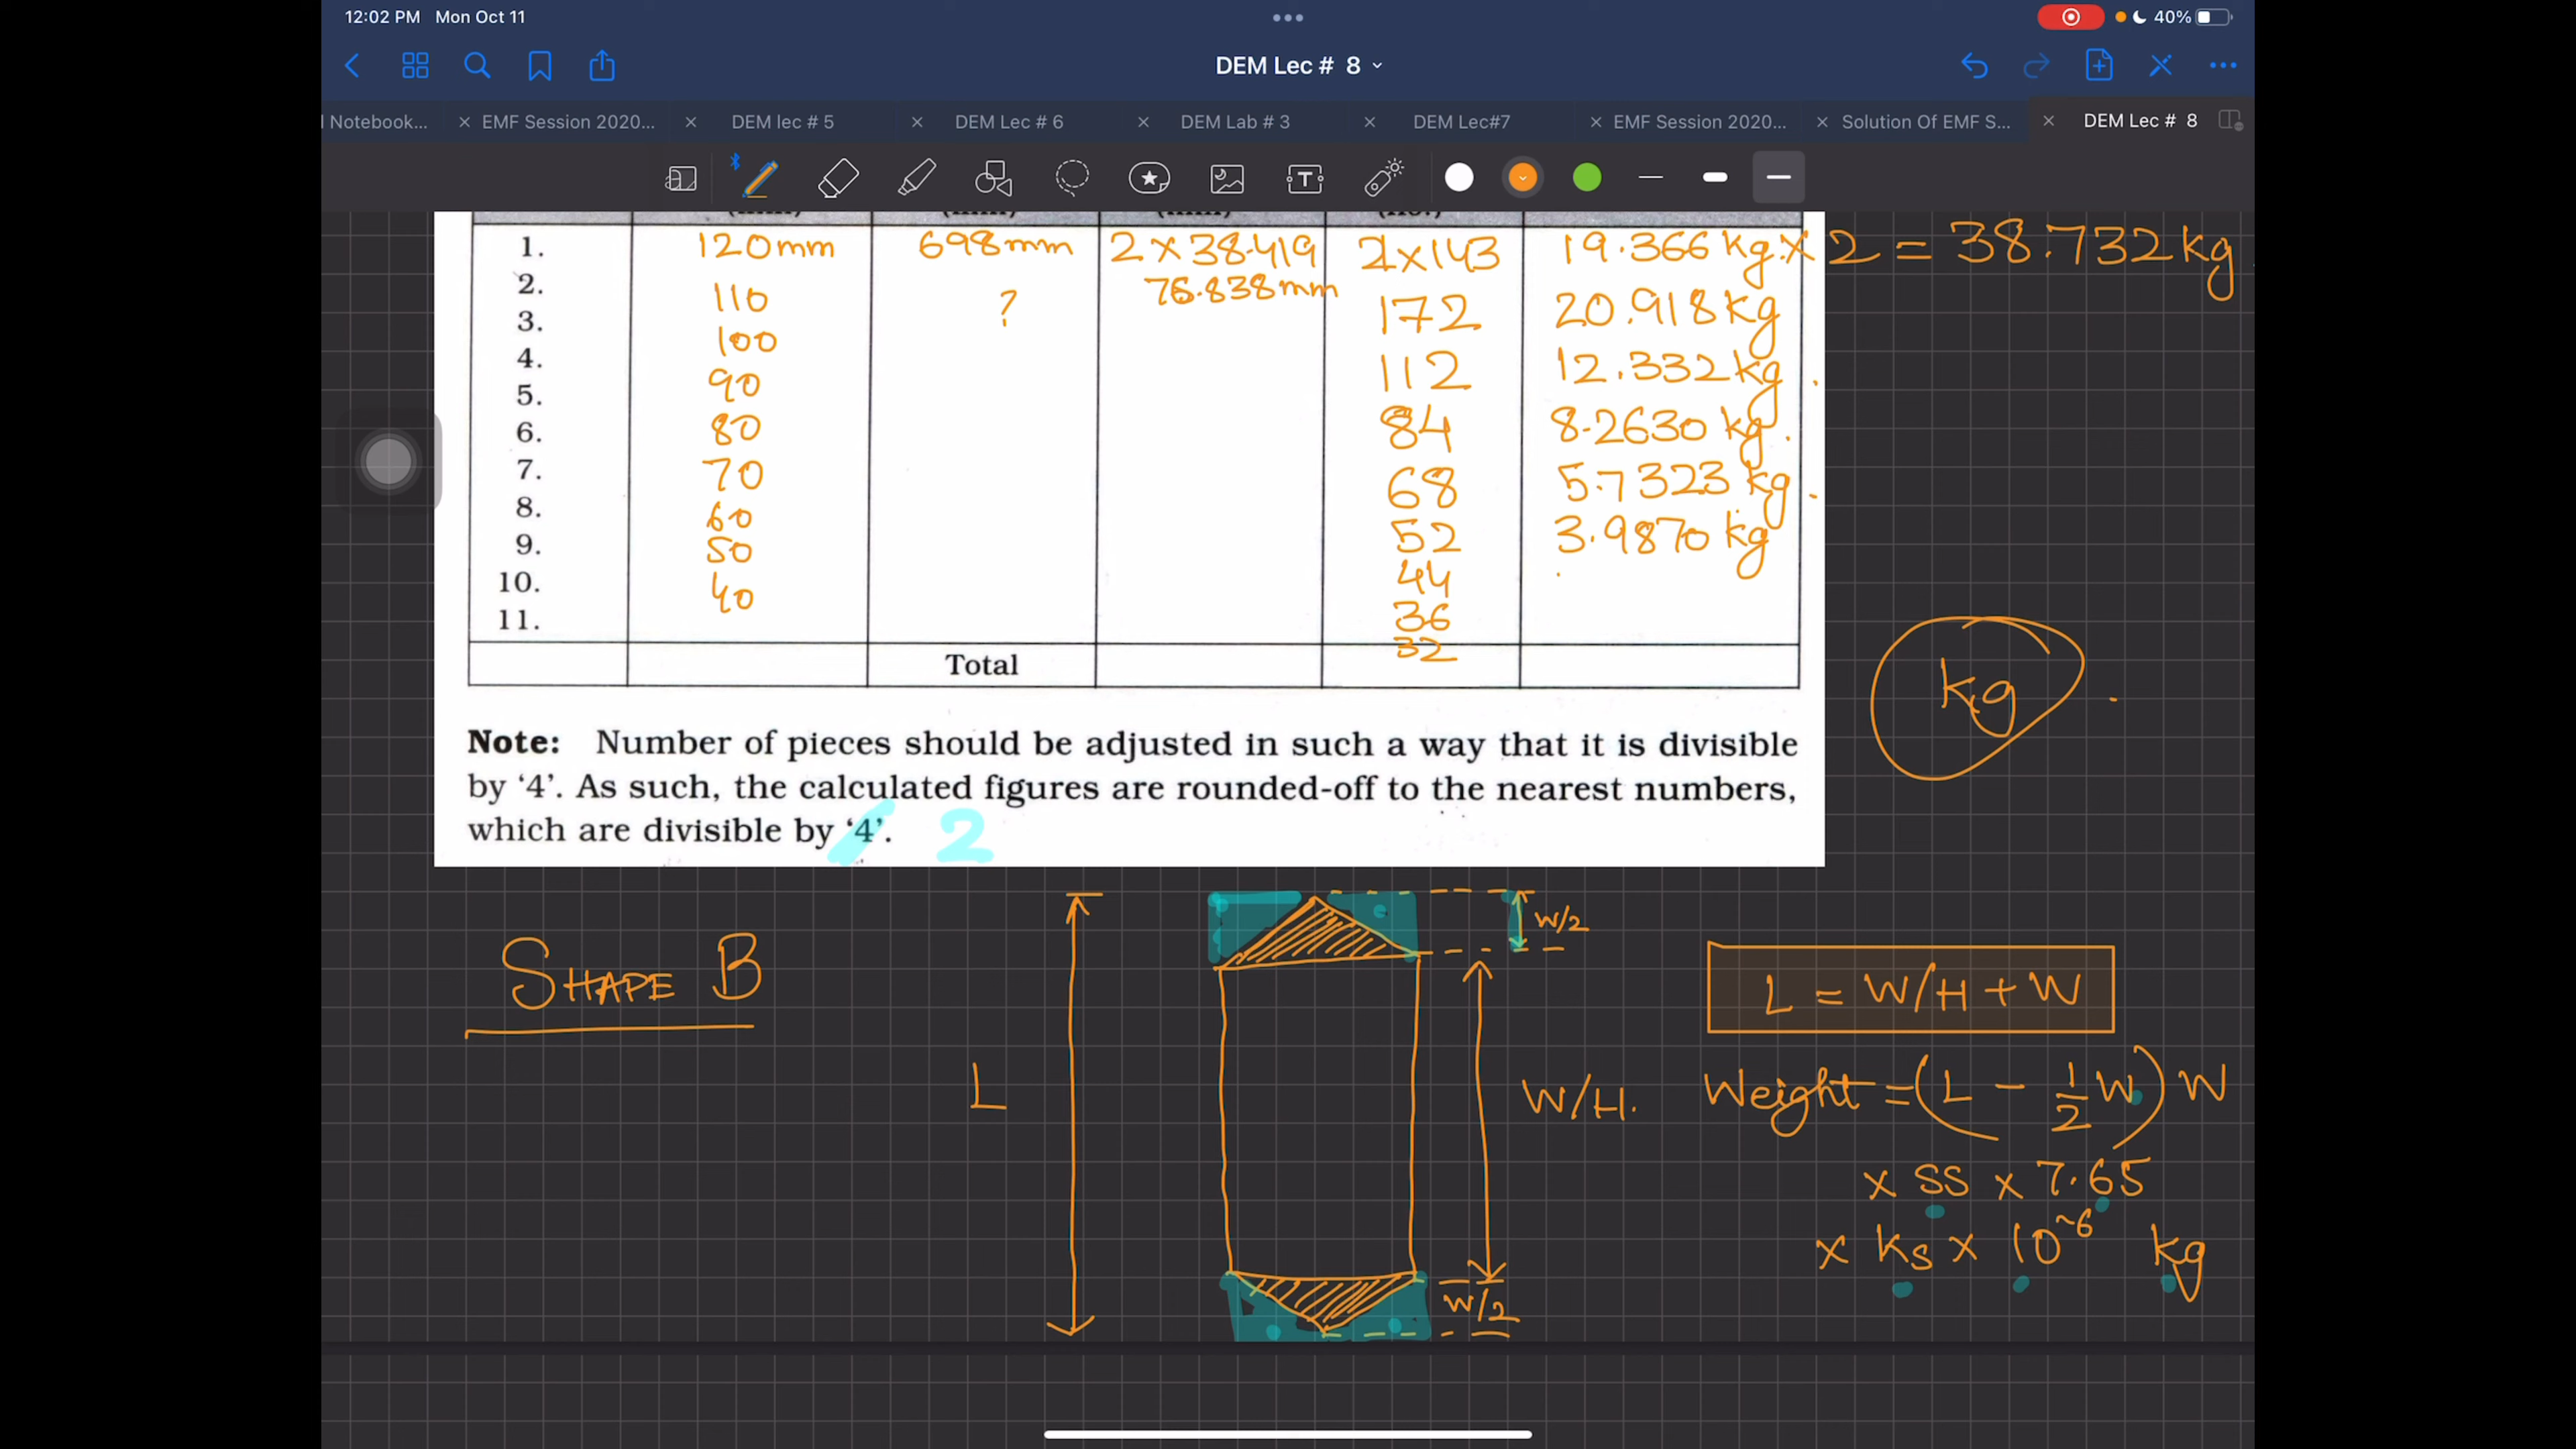 12:02 PM Mon Oct 11
40%
DEM Lec # 8
l Notebook...
EMF Session 2020...
DEM lec # 5
DEM Lec # 6
DEM Lab # 3
DEM Lec#7
EMF Session 2020...
Solution Of EMF S...
DEM Lec # 8
1. 120mm 698mm 2 × 38.419 2×143 19.366 kg × 2 = 38.732 kg
76.838mm
2. 110 ? 172 20.918 kg
3. 100 112 12.332 kg.
4. 90 84 8.2630 kg.
5. 80 68 5.7323 kg.
6. 70 52 3.9870 kg
7. 60 44
8. 50 36
9. 40 32
10.
11.
Total
kg
Note: Number of pieces should be adjusted in such a way that it is divisible
by '4'. As such, the calculated figures are rounded-off to the nearest numbers,
which are divisible by '4'. 2
SHAPE B
L
W/2
W/H.
W/2
L = W/H + W
Weight = (L - 1/2 W) W
× SS × 7.65
× Ks × 10^-6 kg